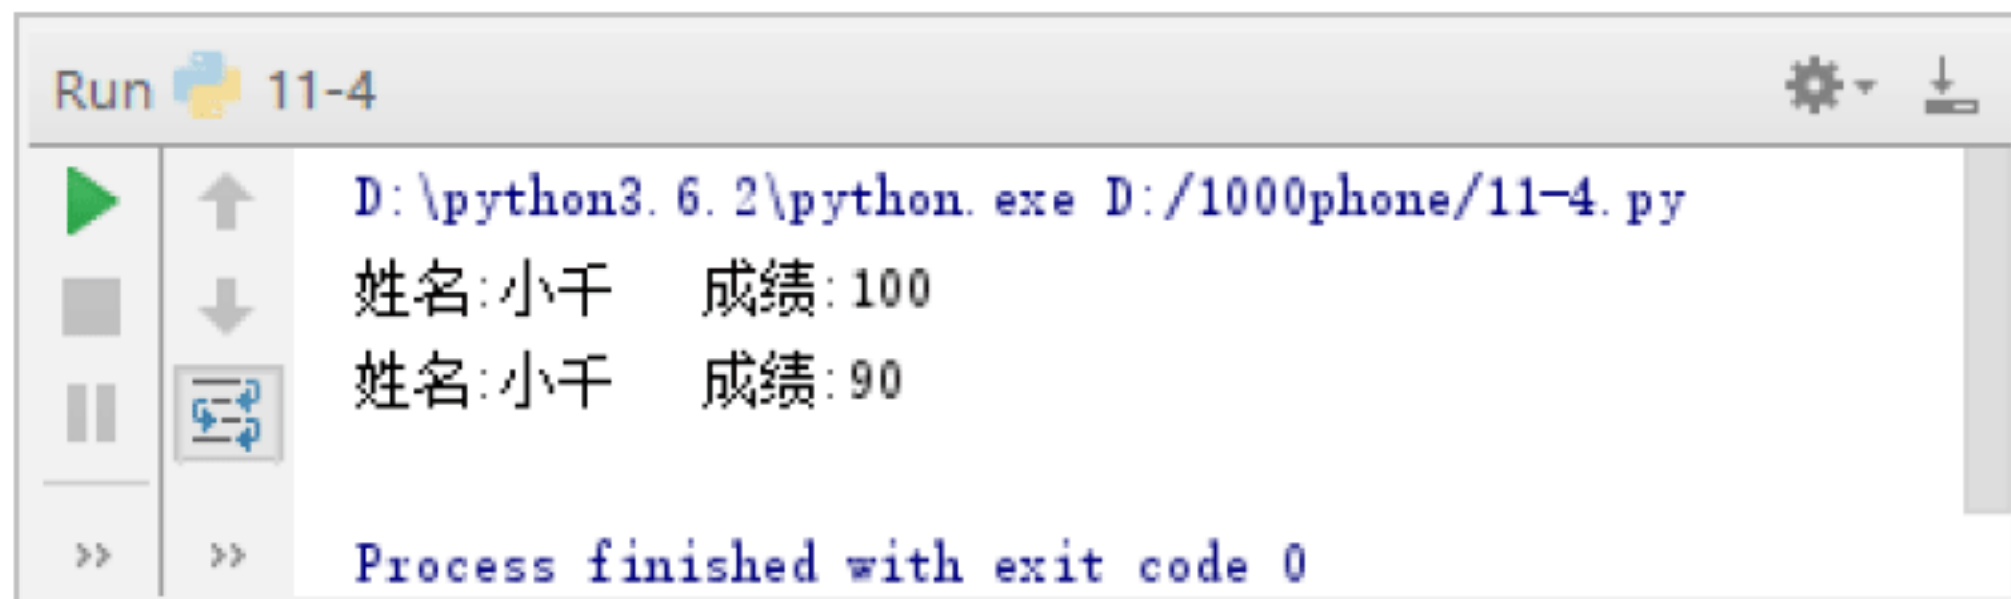 Run 11-4
D:\python3.6.2\python.exe D:/1000phone/11-4.py
姓名:小千   成绩:100
姓名:小千   成绩:90
Process finished with exit code 0